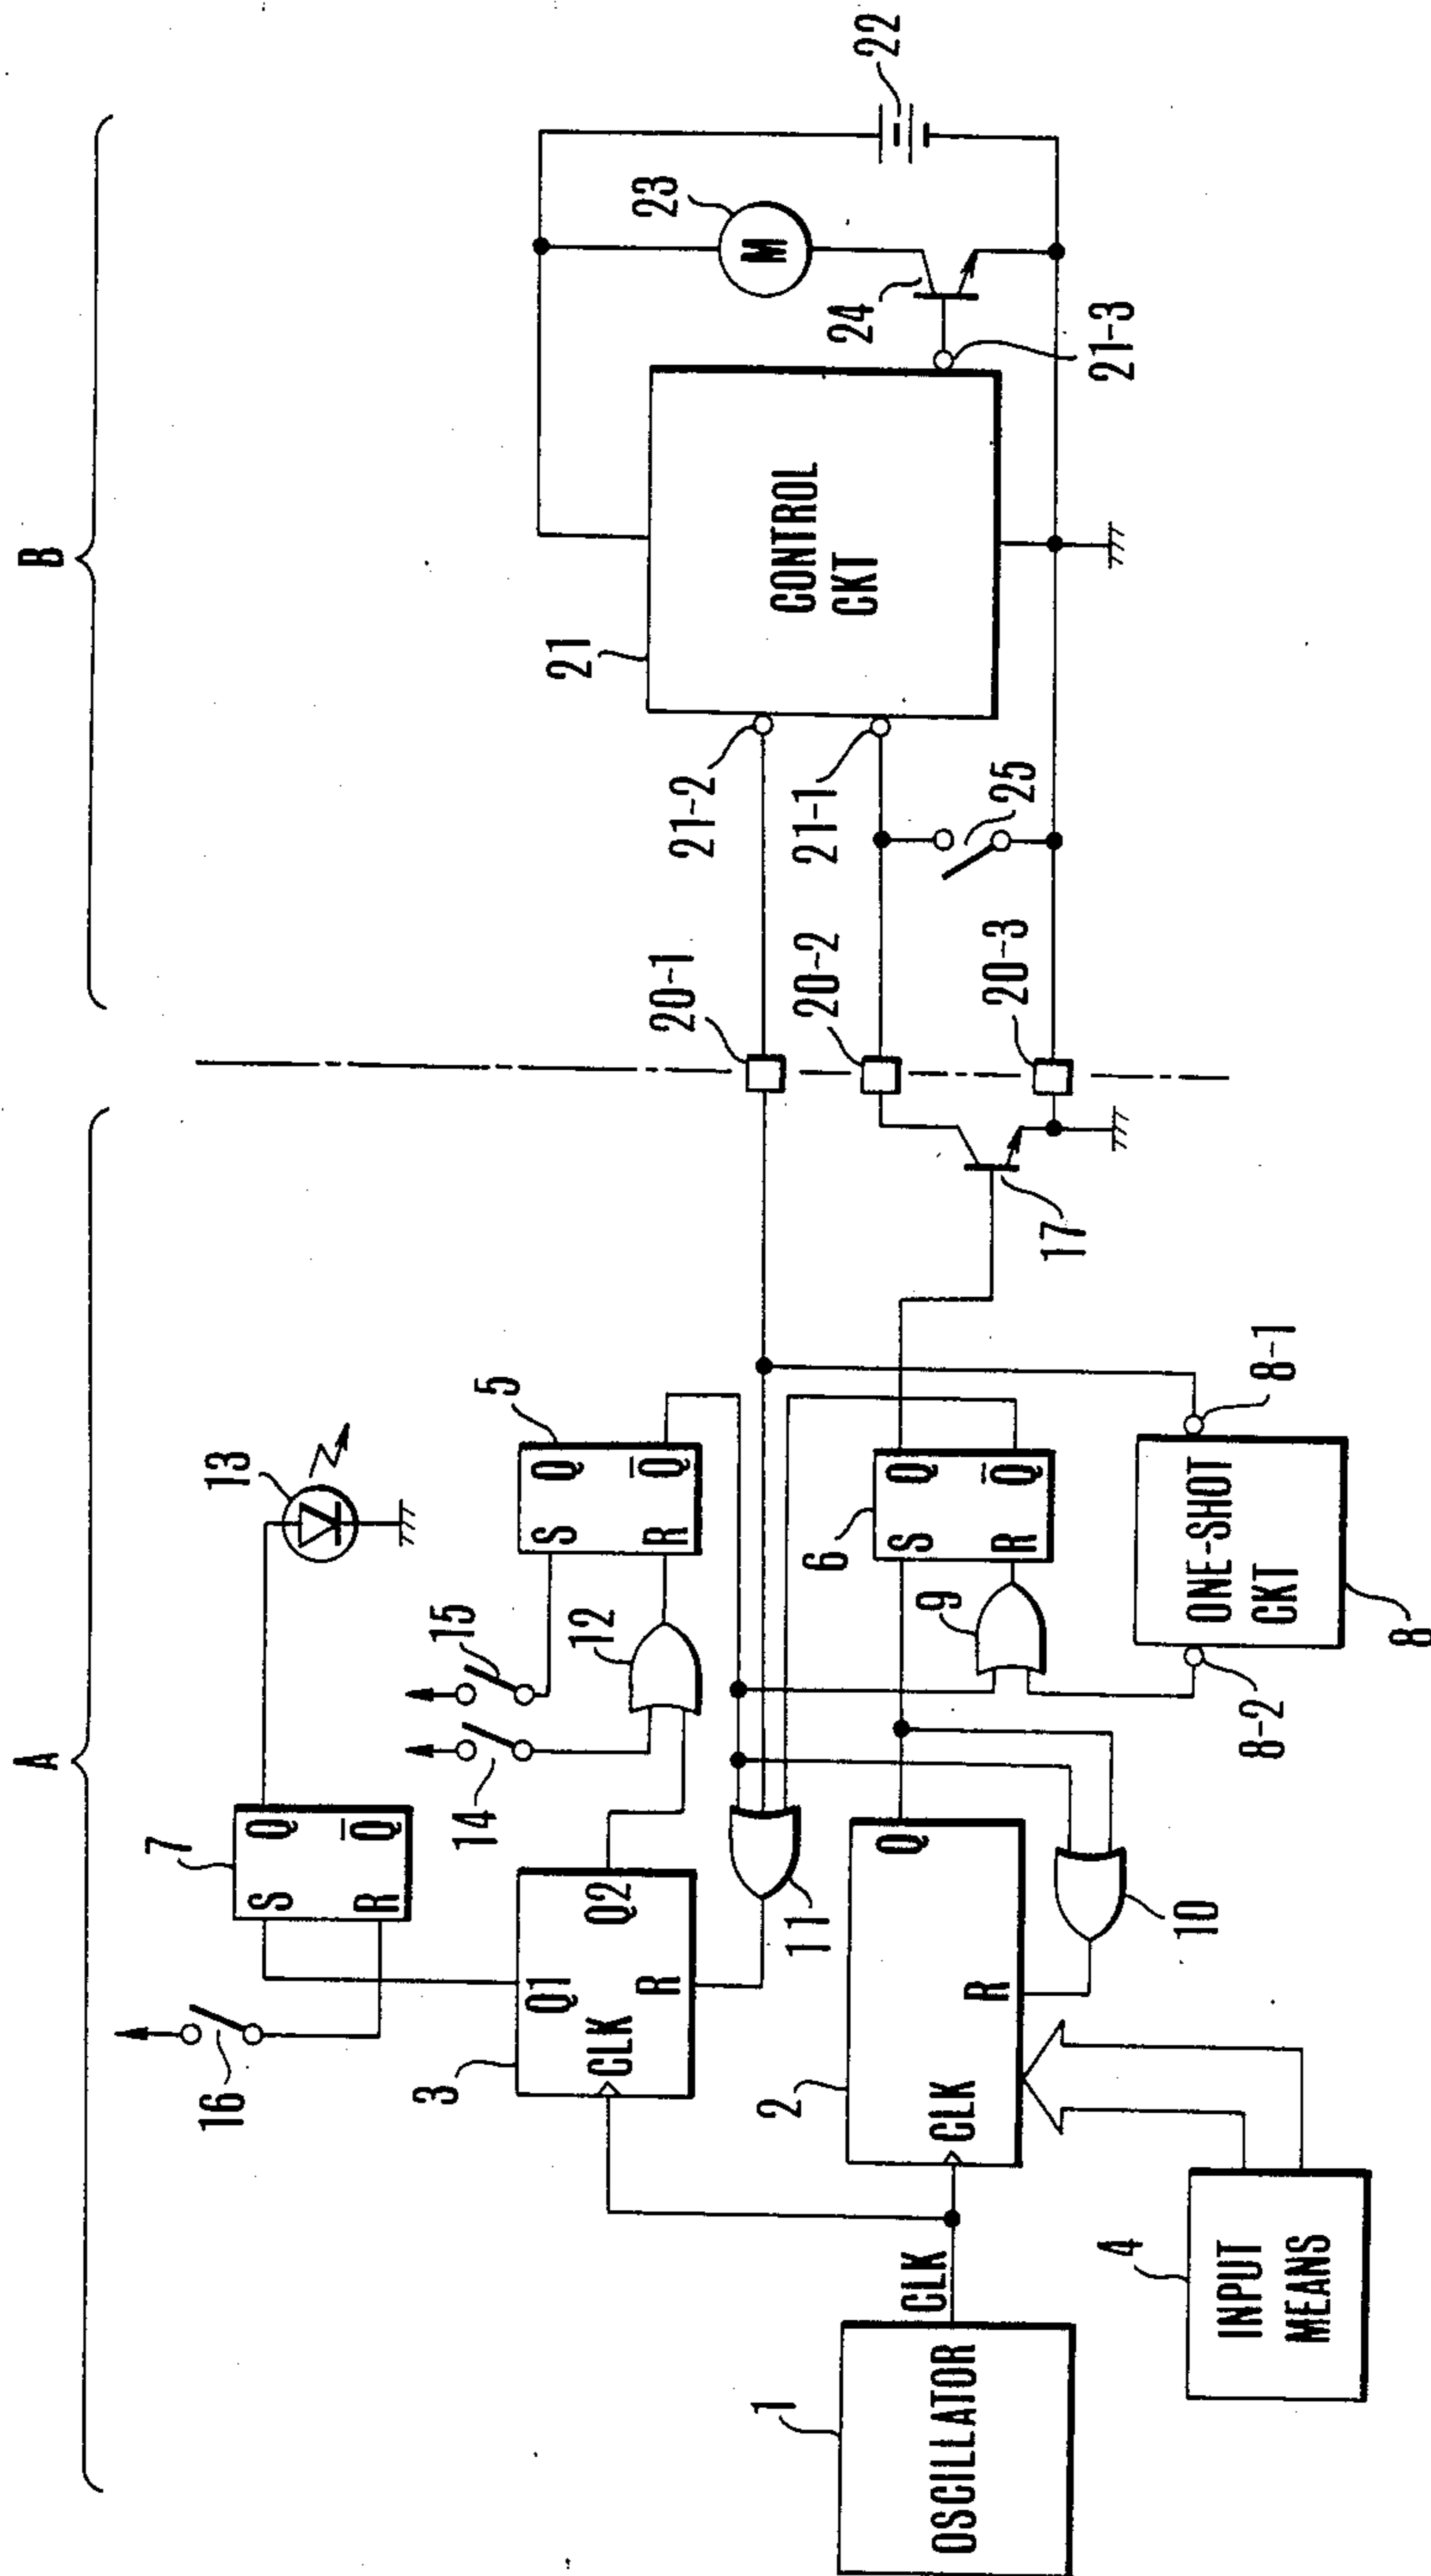 A
B
16
7
S
Q
R
Q̅
13
14
15
12
5
S
Q
R
Q̅
3
Q1
Q2
CLK
R
11
20-1
21-2
21
CONTROL
CKT
23
M
22
24
21-3
1
OSCILLATOR
CLK
2
CLK
Q
R
10
6
S
Q
R
Q̅
9
17
20-2
21-1
25
20-3
4
INPUT
MEANS
8-2
ONE-SHOT
CKT
8-1
8